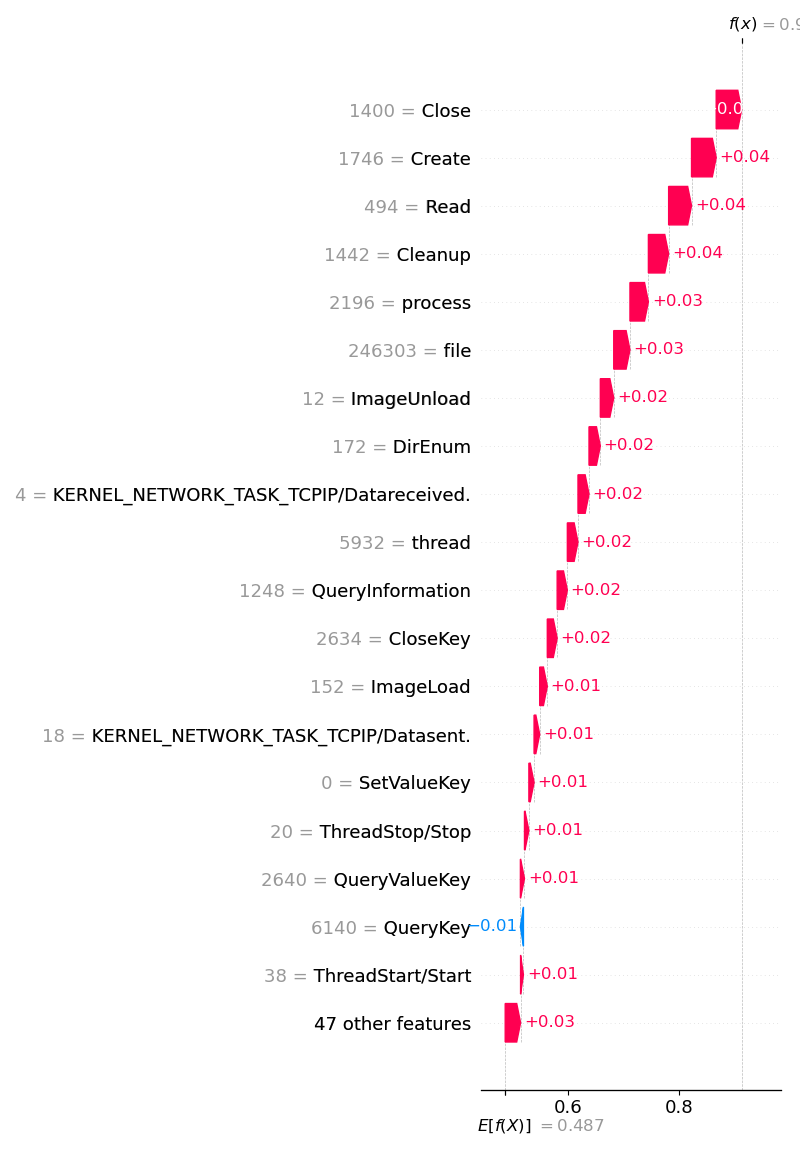 f(x) = 0.9
1400 = Close
+0.04
1746 = Create
+0.04
494 = Read
+0.04
1442 = Cleanup
+0.03
2196 = process
+0.03
246303 = file
+0.02
12 = ImageUnload
+0.02
172 = DirEnum
+0.02
4 = KERNEL_NETWORK_TASK_TCPIP/Datareceived.
+0.02
5932 = thread
+0.02
1248 = QueryInformation
+0.02
2634 = CloseKey
+0.01
152 = ImageLoad
+0.01
18 = KERNEL_NETWORK_TASK_TCPIP/Datasent.
+0.01
0 = SetValueKey
+0.01
20 = ThreadStop/Stop
+0.01
2640 = QueryValueKey
−0.01
6140 = QueryKey
+0.01
38 = ThreadStart/Start
+0.03
47 other features
0.6 0.8
E[f(X)] = 0.487